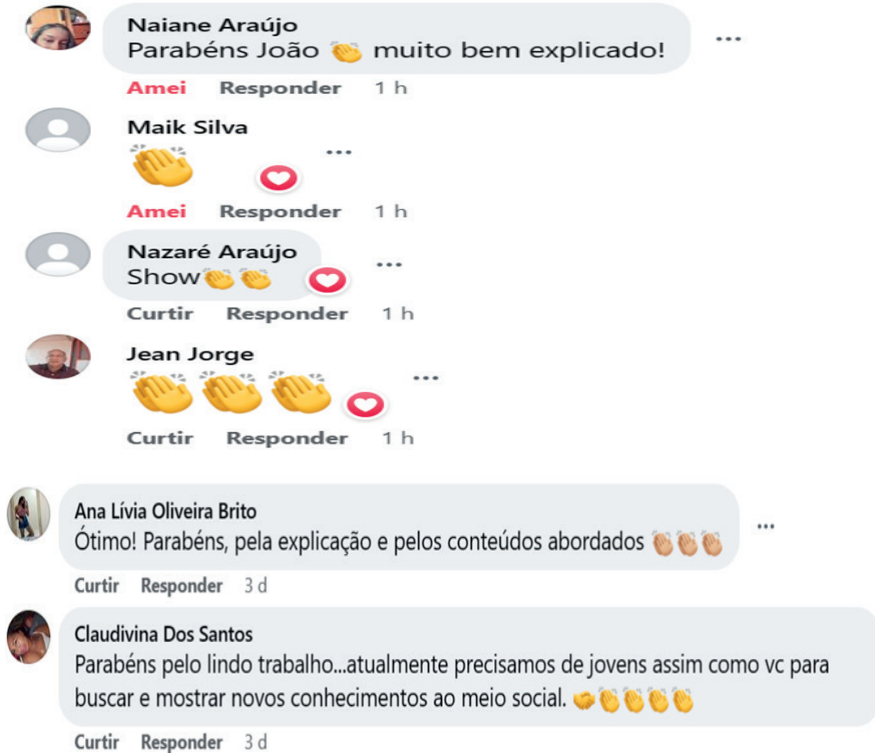 Naiane Araújo
Parabéns João 👏 muito bem explicado!
Amei Responder 1 h
Maik Silva
👏
Amei Responder 1 h
Nazaré Araújo
Show👏👏
Curtir Responder 1 h
Jean Jorge
👏👏👏
Curtir Responder 1 h
Ana Lívia Oliveira Brito
Ótimo! Parabéns, pela explicação e pelos conteúdos abordados 👏🏼👏🏼👏🏼
Curtir Responder 3 d
Claudivina Dos Santos
Parabéns pelo lindo trabalho...atualmente precisamos de jovens assim como vc para
buscar e mostrar novos conhecimentos ao meio social. 🤝👏👏👏👏
Curtir Responder 3 d